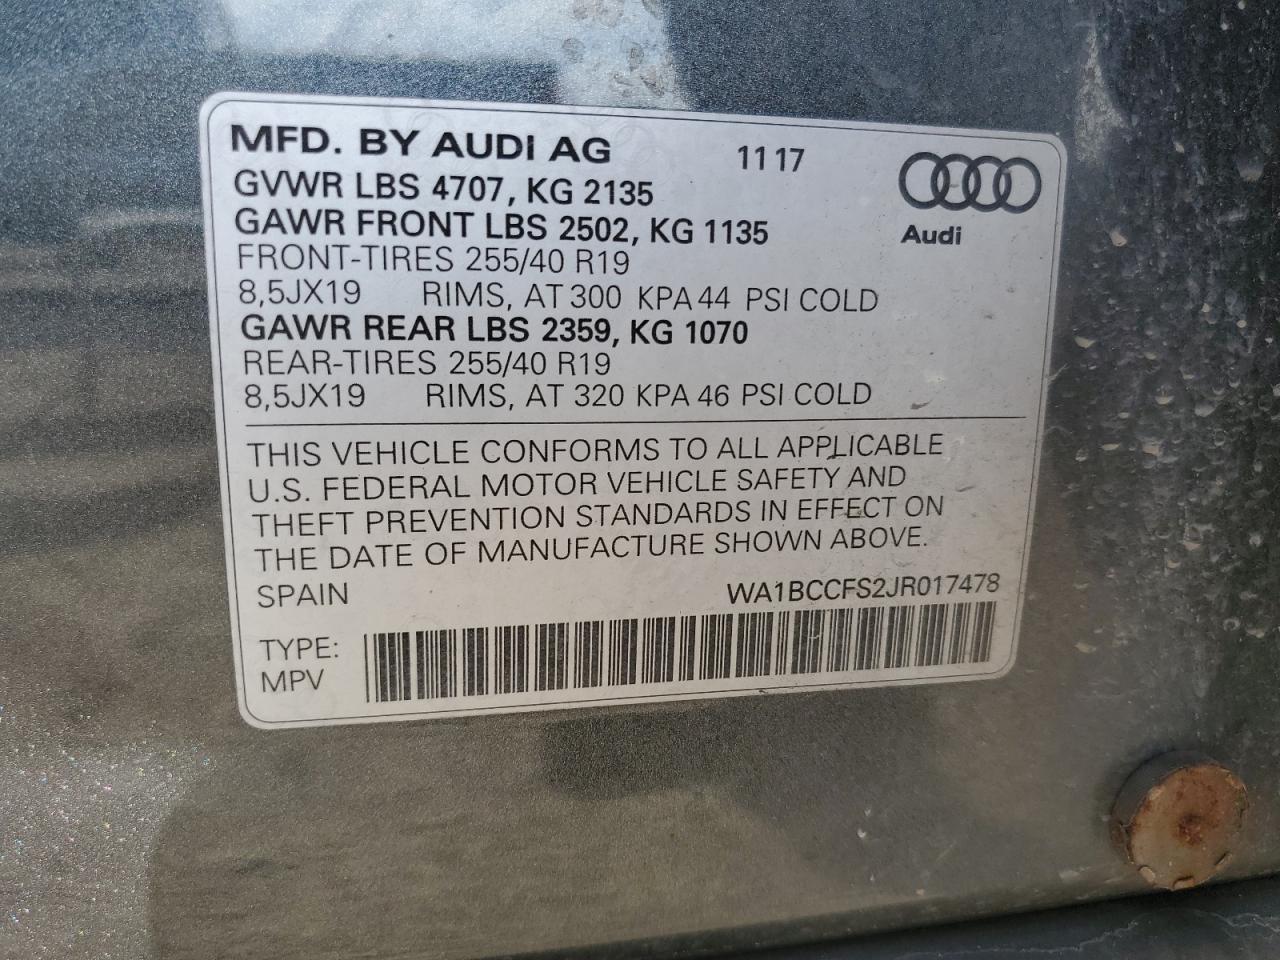 MFD. BY AUDI AG 11 17
GVWR LBS 4707, KG 2135
GAWR FRONT LBS 2502, KG 1135
Audi
FRONT-TIRES 255/40 R19
8,5JX19 RIMS, AT 300 KPA 44 PSI COLD
GAWR REAR LBS 2359, KG 1070
REAR-TIRES 255/40 R19
8,5JX19 RIMS, AT 320 KPA 46 PSI COLD
THIS VEHICLE CONFORMS TO ALL APPLICABLE
U.S. FEDERAL MOTOR VEHICLE SAFETY AND
THEFT PREVENTION STANDARDS IN EFFECT ON
THE DATE OF MANUFACTURE SHOWN ABOVE.
SPAIN WA1BCCFS2JR017478
TYPE:
MPV